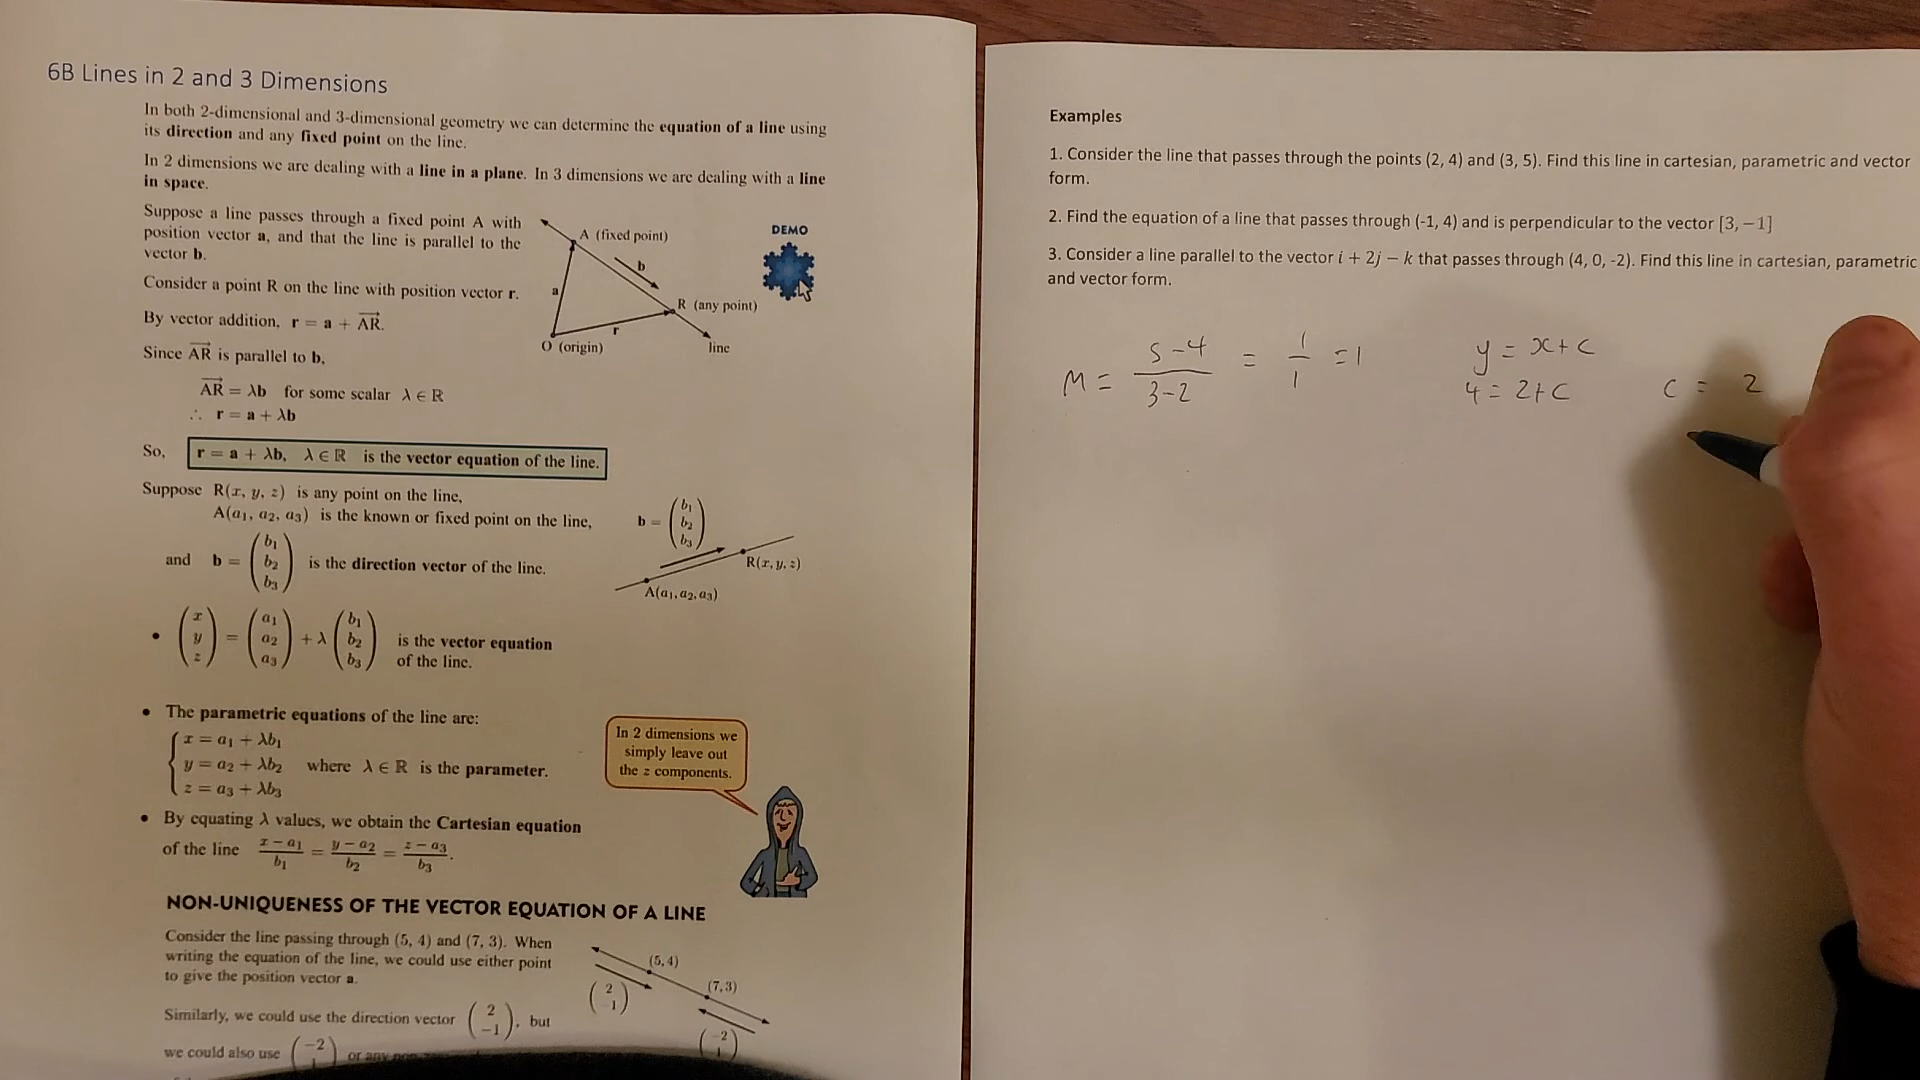 6B Lines in 2 and 3 Dimensions
In both 2-dimensional and 3-dimensional geometry we can determine the equation of a line using
its direction and any fixed point on the line.
In 2 dimensions we are dealing with a line in a plane. In 3 dimensions we are dealing with a line
in space.
Suppose a line passes through a fixed point A with
position vector a, and that the line is parallel to the
vector b.
Consider a point R on the line with position vector r.
By vector addition, r = a + AR⃗.
Since AR⃗ is parallel to b,
AR⃗ = λb for some scalar λ ∈ ℝ
∴ r = a + λb
A (fixed point)
b
a
R (any point)
r
O (origin)
line
DEMO
So, r = a + λb, λ ∈ ℝ is the vector equation of the line.
Suppose R(x, y, z) is any point on the line,
A(a₁, a₂, a₃) is the known or fixed point on the line,
and b = (b₁ b₂ b₃) is the direction vector of the line.
b = (b₁ b₂ b₃)
R(x, y, z)
A(a₁, a₂, a₃)
• (x y z) = (a₁ a₂ a₃) + λ (b₁ b₂ b₃) is the vector equation
of the line.
• The parametric equations of the line are:
x = a₁ + λb₁
y = a₂ + λb₂ where λ ∈ ℝ is the parameter.
z = a₃ + λb₃
In 2 dimensions we
simply leave out
the z components.
• By equating λ values, we obtain the Cartesian equation
of the line (x − a₁)/b₁ = (y − a₂)/b₂ = (z − a₃)/b₃.
NON-UNIQUENESS OF THE VECTOR EQUATION OF A LINE
Consider the line passing through (5, 4) and (7, 3). When
writing the equation of the line, we could use either point
to give the position vector a.
Similarly, we could use the direction vector (2 −1), but
we could also use (−2 1) or any
(5, 4)
(7, 3)
(2 −1)
(−2 1)
Examples
1. Consider the line that passes through the points (2, 4) and (3, 5). Find this line in cartesian, parametric and vector
form.
2. Find the equation of a line that passes through (-1, 4) and is perpendicular to the vector [3, −1]
3. Consider a line parallel to the vector i + 2j − k that passes through (4, 0, -2). Find this line in cartesian, parametric
and vector form.
M = (5-4)/(3-2) = 1/1 = 1
y = x+c
4 = 2+c
c = 2